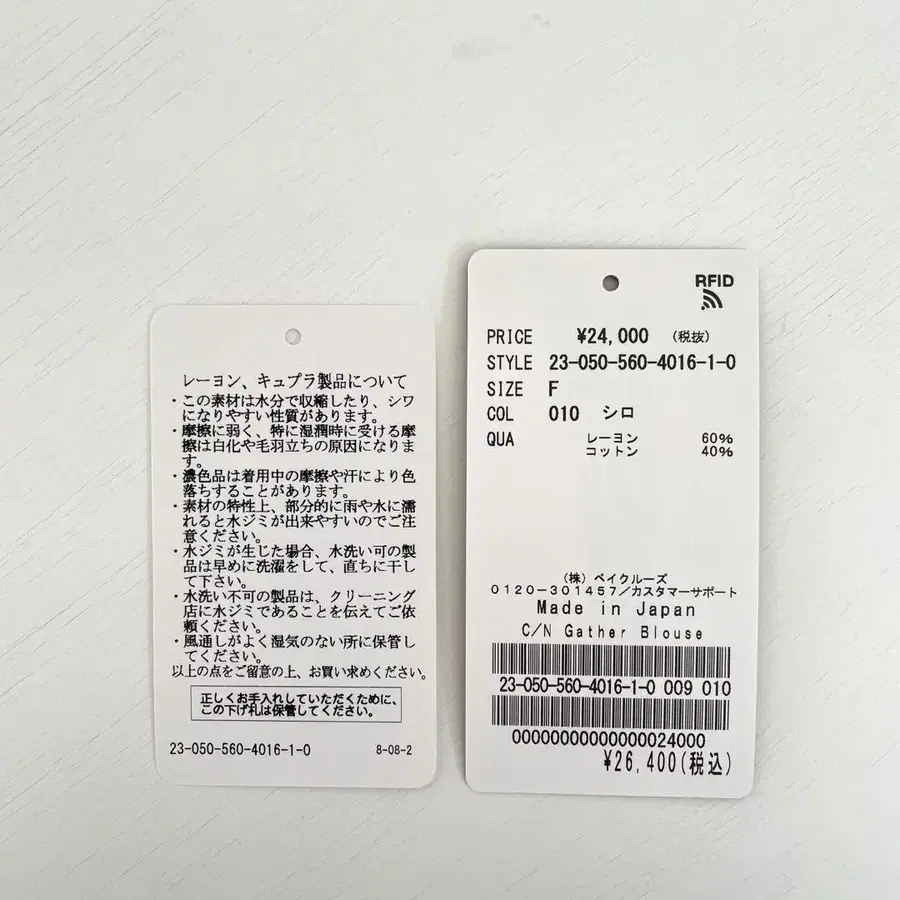 レーヨン、キュプラ製品について
・この素材は水分で収縮したり、シワ
になりやすい性質があります。
・摩擦に弱く、特に湿潤時に受ける摩
擦は白化や毛羽立ちの原因になりま
す。
・濃色品は着用中の摩擦や汗により色
落ちすることがあります。
・素材の特性上、部分的に雨や水に濡
れると水ジミが出来やすいのでご注
意ください。
・水ジミが生じた場合、水洗い可の製
品は早めに洗濯をして、直ちに干し
て下さい。
・水洗い不可の製品は、クリーニング
店に水ジミであることを伝えてご依
頼ください。
・風通しがよく湿気のない所に保管し
てください。
以上の点をご留意の上、お買い求めください。
正しくお手入れしていただくために、
この下げ札は保管してください。
23-050-560-4016-1-0 8-08-2
RFID
PRICE ¥24,000 (税抜)
STYLE 23-050-560-4016-1-0
SIZE F
COL 010 シロ
QUA レーヨン 60%
コットン 40%
(株) ベイクルーズ
0120-301457/カスタマーサポート
Made in Japan
C/N Gather Blouse
23-050-560-4016-1-0 009 010
00000000000000024000
¥26,400(税込)